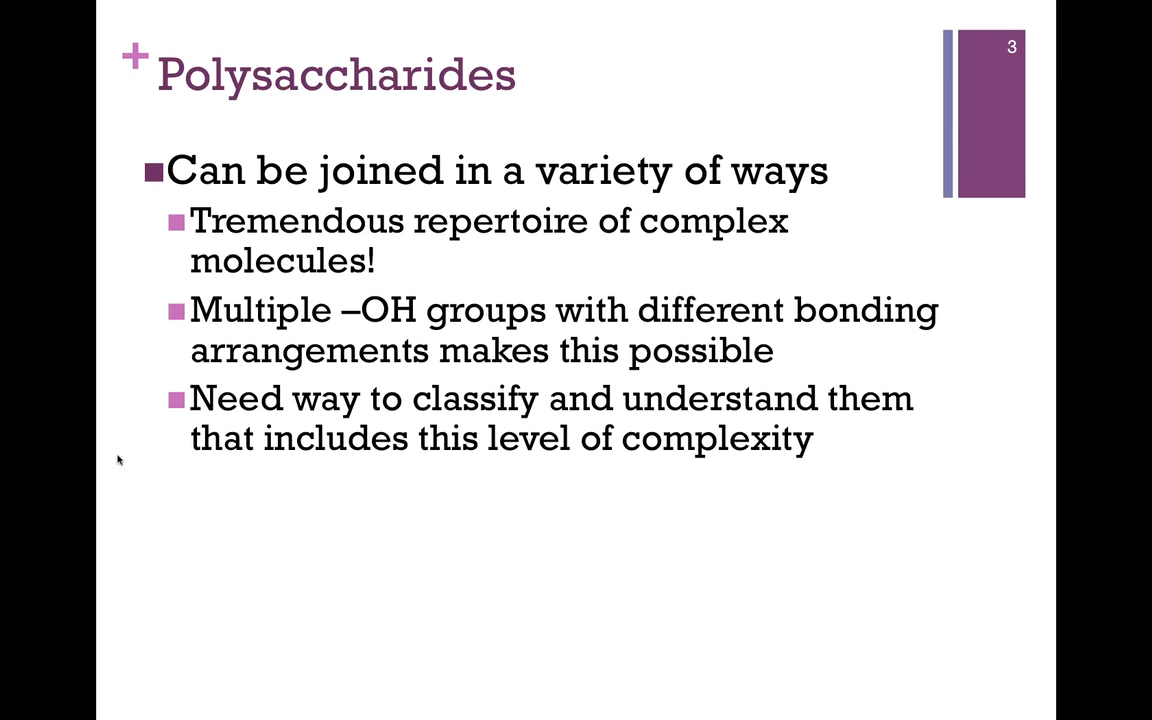 3
+
Polysaccharides
Can be joined in a variety of ways
Tremendous repertoire of complex
molecules!
Multiple –OH groups with different bonding
arrangements makes this possible
Need way to classify and understand them
that includes this level of complexity